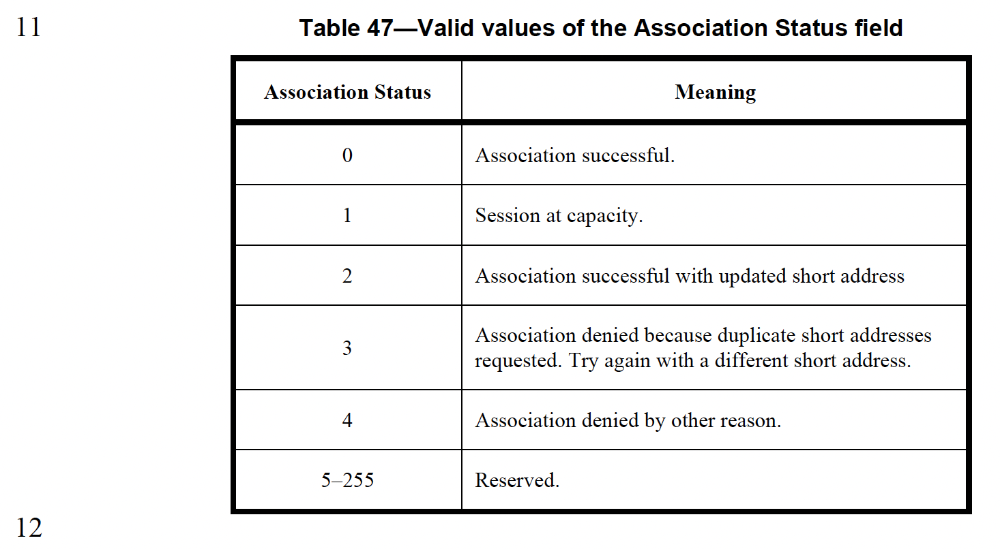 11 Table 47—Valid values of the Association Status field
Association Status Meaning
0 Association successful.
1 Session at capacity.
2 Association successful with updated short address
3 Association denied because duplicate short addresses
requested. Try again with a different short address.
4 Association denied by other reason.
5–255 Reserved.
12